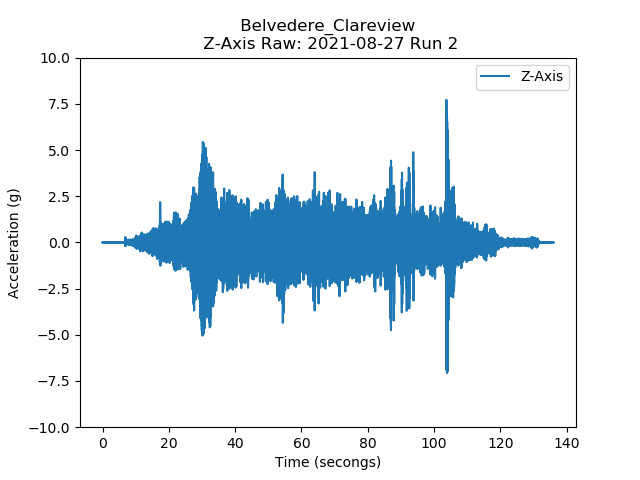 Belvedere_Clareview
Z-Axis Raw: 2021-08-27 Run 2
Z-Axis
10.0
7.5
5.0
2.5
0.0
−2.5
−5.0
−7.5
−10.0
Acceleration (g)
0 20 40 60 80 100 120 140
Time (seconds)